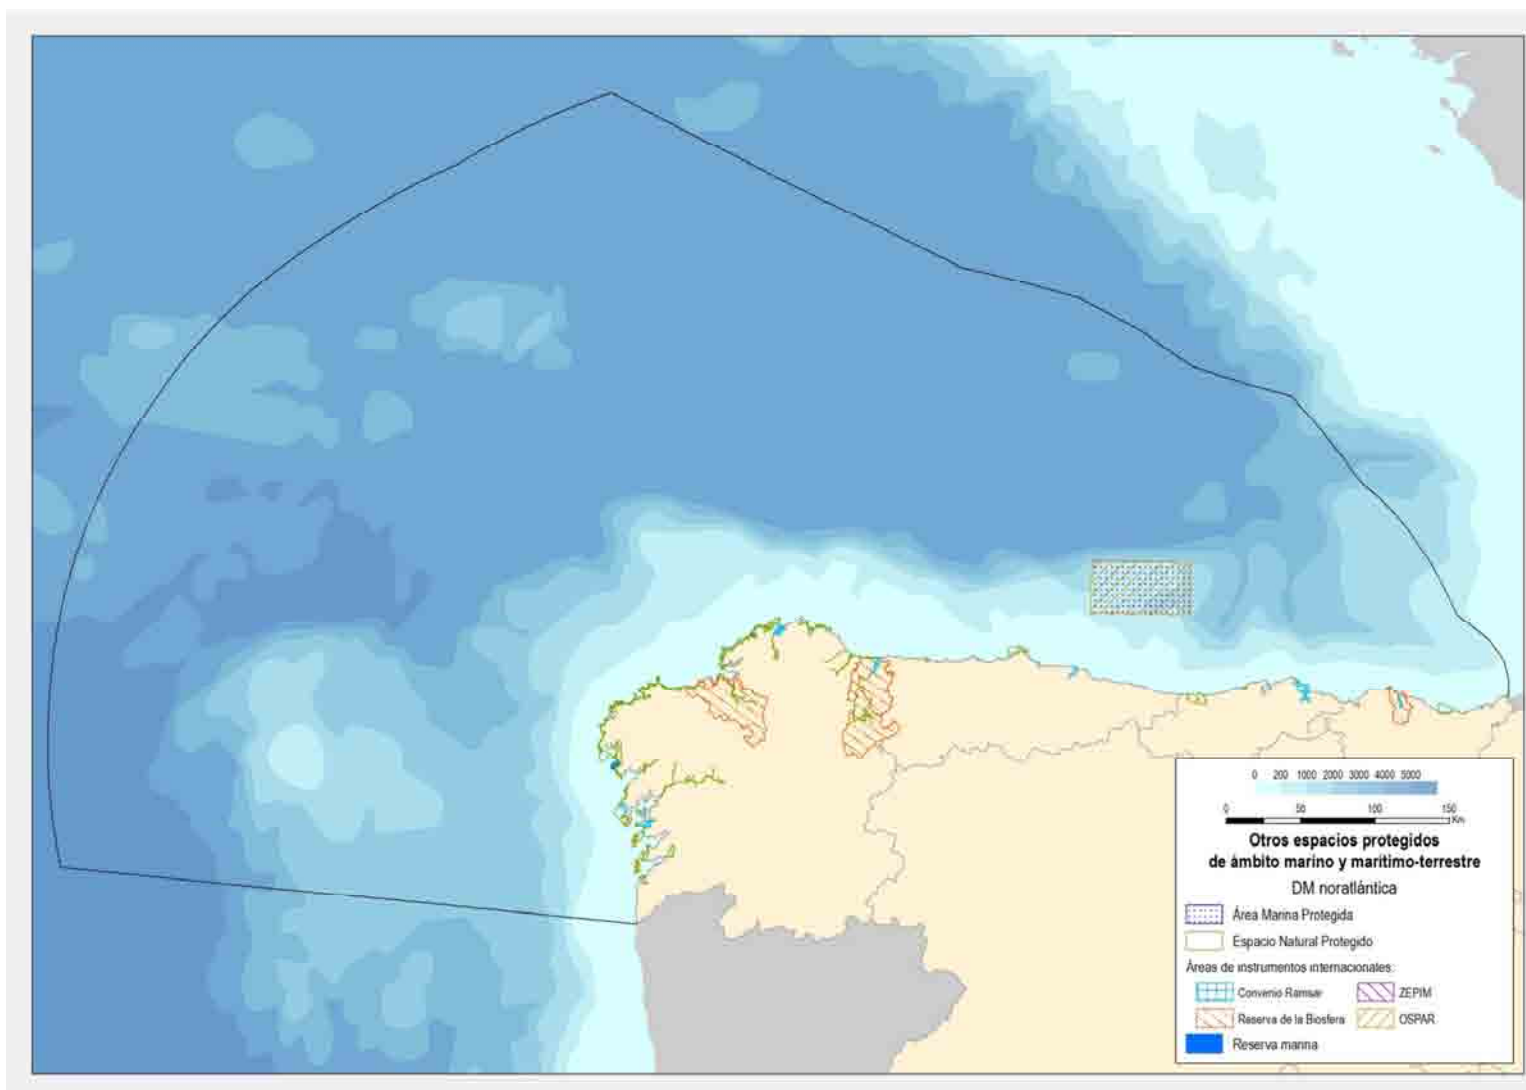 0 200 1000 2000 3000 4000 5000
0 50 100 150
Km
Otros espacios protegidos
de ámbito marino y marítimo-terrestre
DM noratlántica
Área Marina Protegida
Espacio Natural Protegido
Áreas de instrumentos internacionales:
Convenio Ramsar ZEPIM
Reserva de la Biosfera OSPAR
Reserva marina